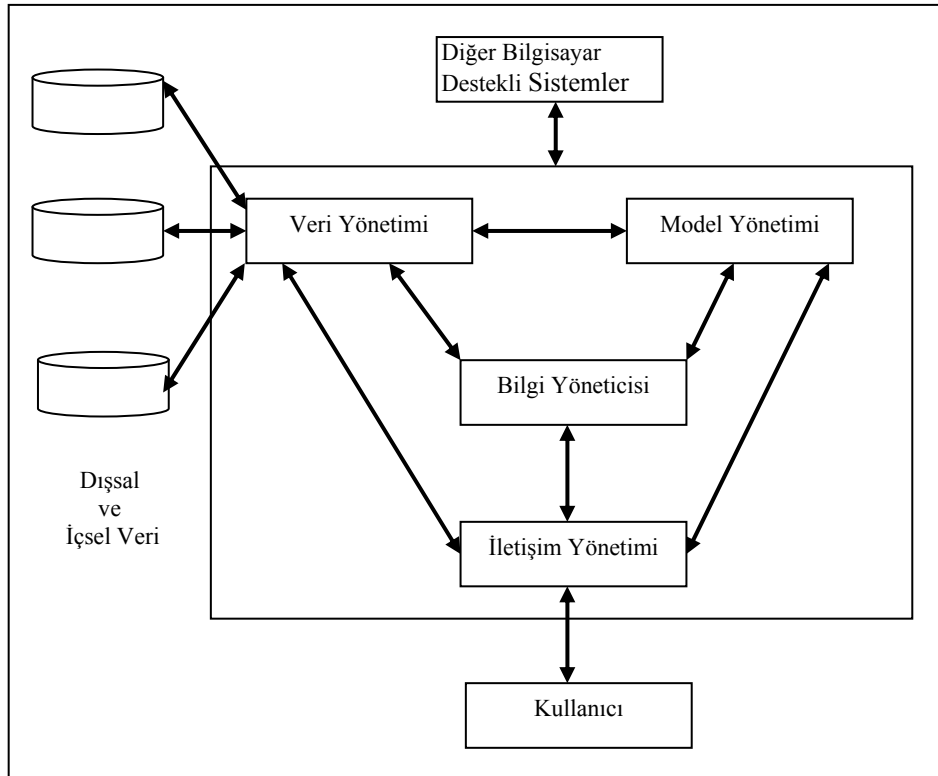 Diğer Bilgisayar
Destekli Sistemler
Veri Yönetimi
Model Yönetimi
Bilgi Yöneticisi
Dışsal
ve
İçsel Veri
İletişim Yönetimi
Kullanıcı